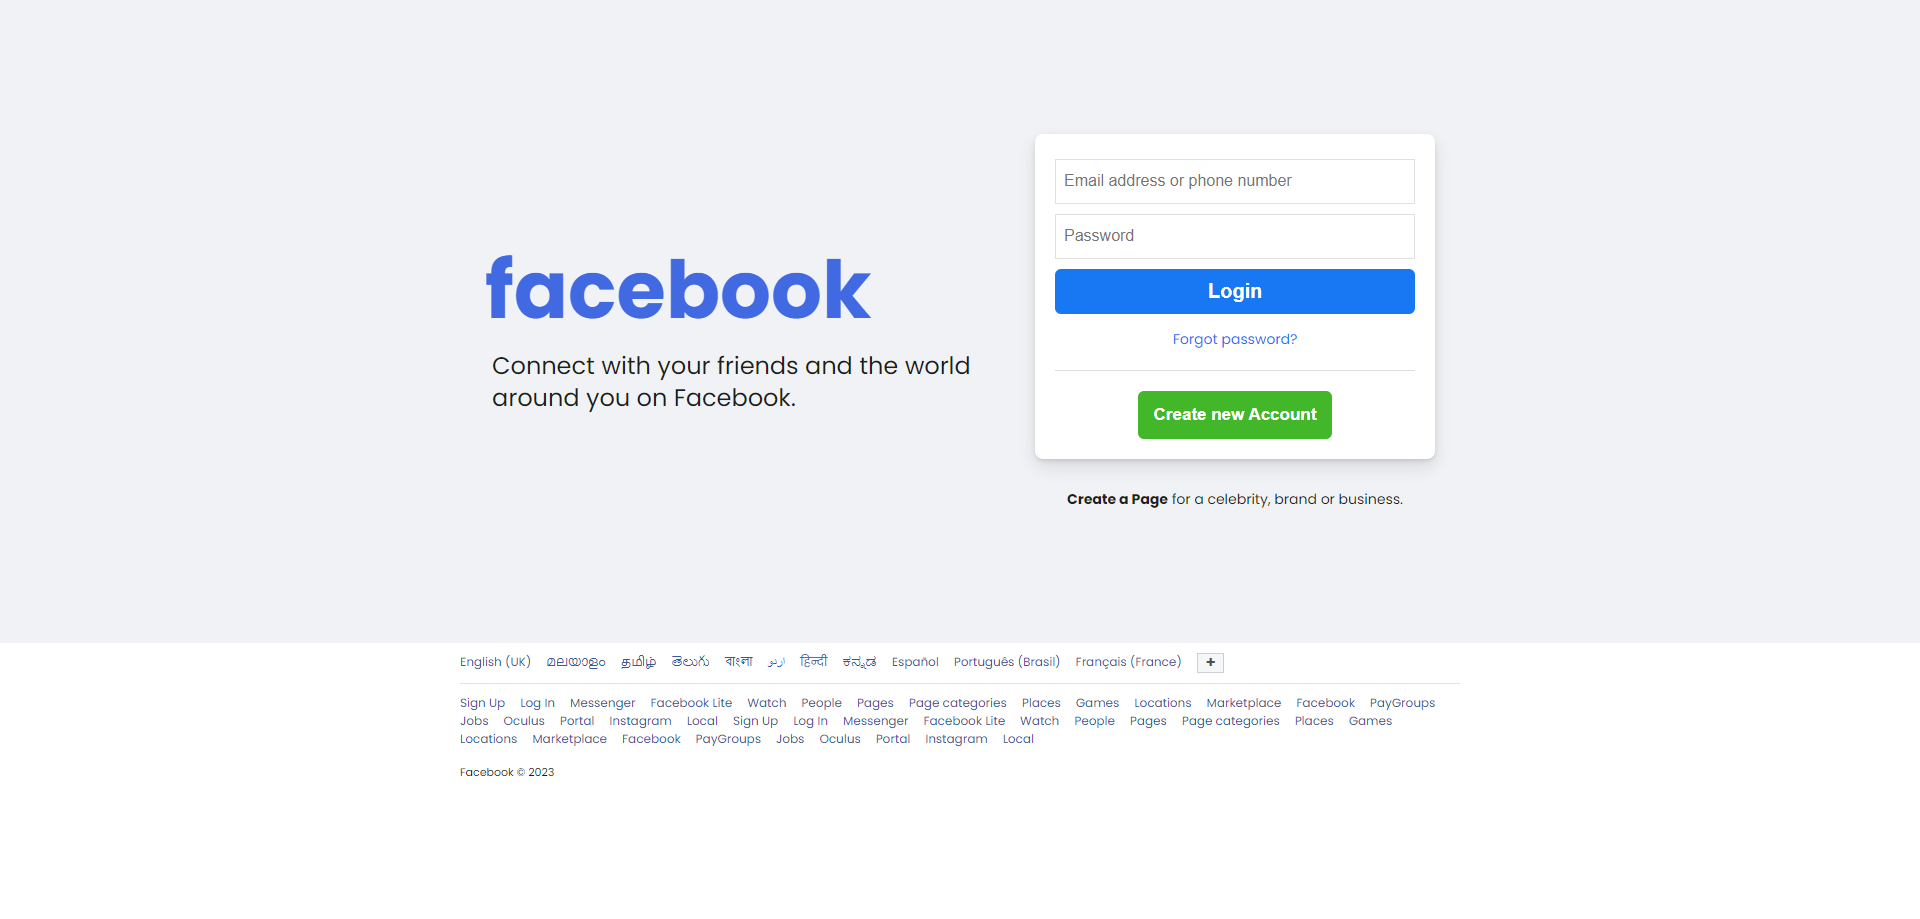 facebook
Connect with your friends and the world
around you on Facebook.
Email address or phone number
Password
Login
Forgot password?
Create new Account
Create a Page for a celebrity, brand or business.
English (UK) മലയാളം தமிழ் తెలుగు বাংলা اردو हिन्दी ಕನ್ನಡ Español Português (Brasil) Français (France) +
Sign Up Log In Messenger Facebook Lite Watch People Pages Page categories Places Games Locations Marketplace Facebook PayGroups
Jobs Oculus Portal Instagram Local Sign Up Log In Messenger Facebook Lite Watch People Pages Page categories Places Games
Locations Marketplace Facebook PayGroups Jobs Oculus Portal Instagram Local
Facebook © 2023